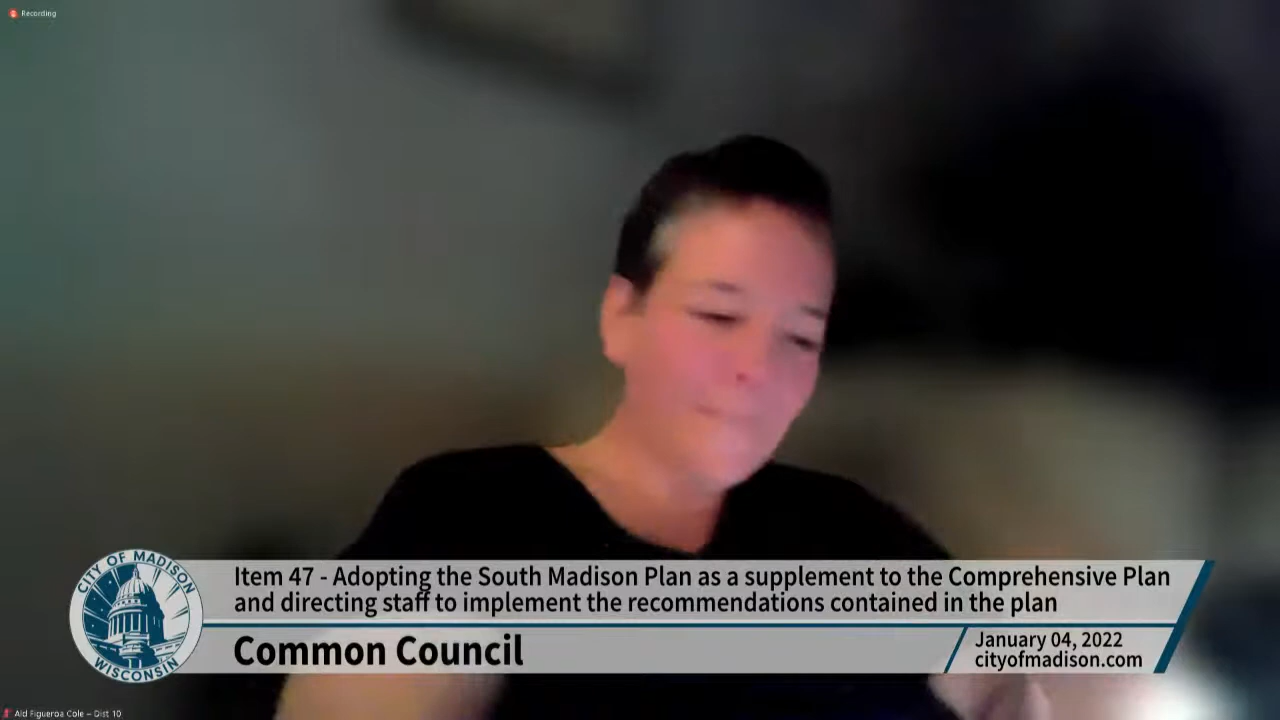 Recording
CITY OF MADISON
WISCONSIN
Item 47 - Adopting the South Madison Plan as a supplement to the Comprehensive Plan
and directing staff to implement the recommendations contained in the plan
Common Council
January 04, 2022
cityofmadison.com
Ald Figueroa Cole – Dist 10